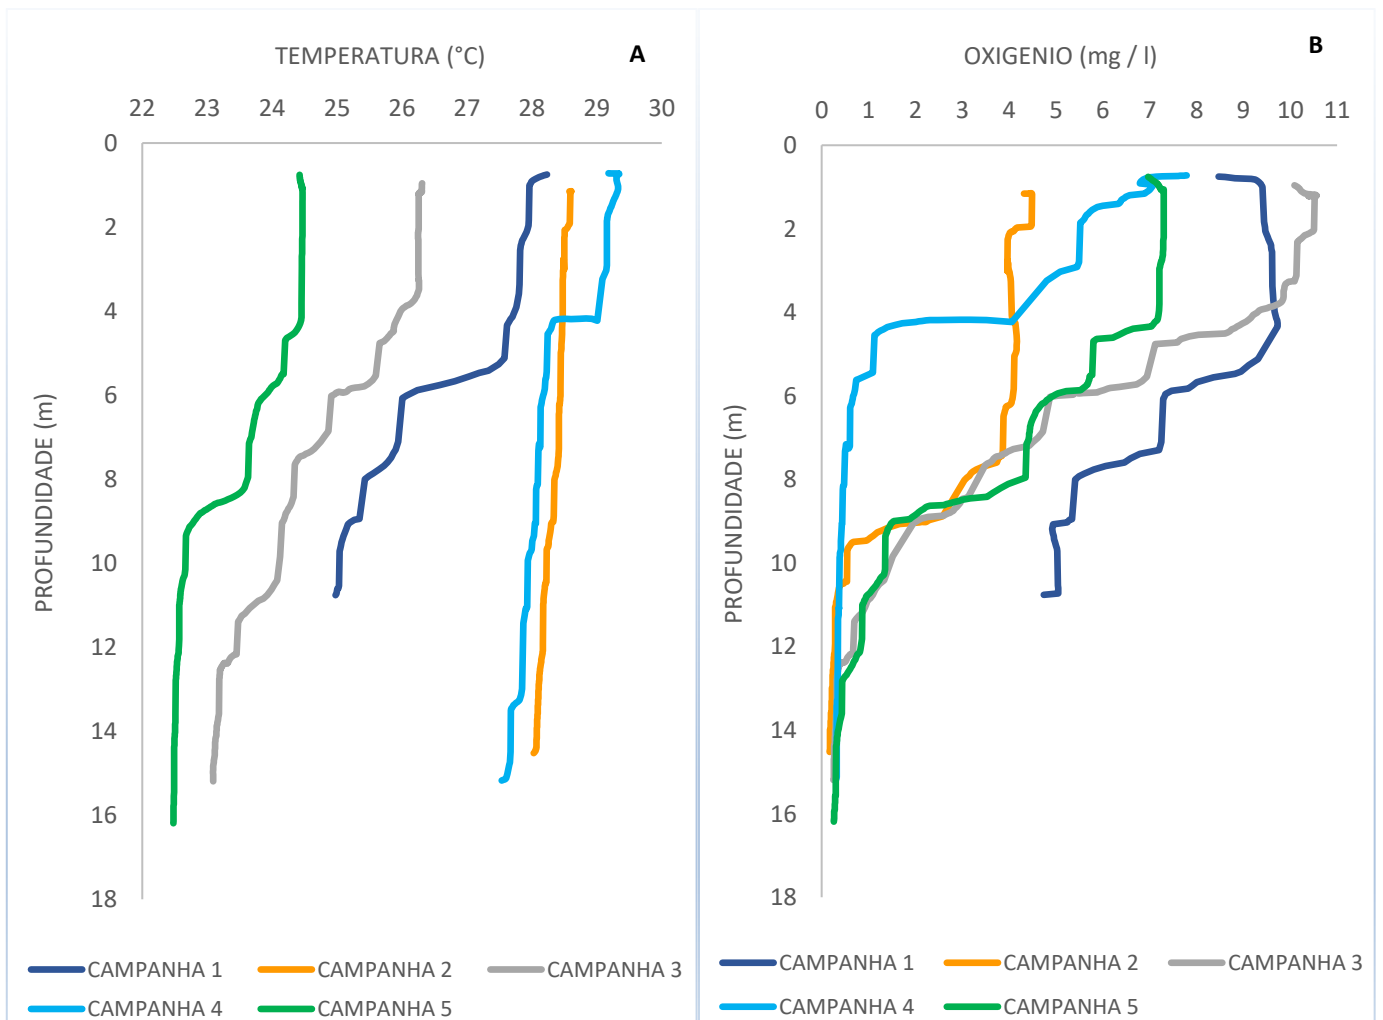 TEMPERATURA (°C)
A
22 23 24 25 26 27 28 29 30
0
2
4
6
8
10
12
14
16
18
PROFUNDIDADE (m)
CAMPANHA 1 CAMPANHA 2 CAMPANHA 3
CAMPANHA 4 CAMPANHA 5
OXIGENIO (mg / l)
B
0 1 2 3 4 5 6 7 8 9 10 11
0
2
4
6
8
10
12
14
16
18
PROFUNDIDADE (m)
CAMPANHA 1 CAMPANHA 2 CAMPANHA 3
CAMPANHA 4 CAMPANHA 5